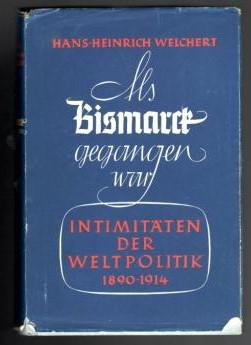 HANS-HEINRICH WELCHERT
Als
Bismarck
gegangen
war
INTIMITÄTEN
DER
WELTPOLITIK
1890-1914